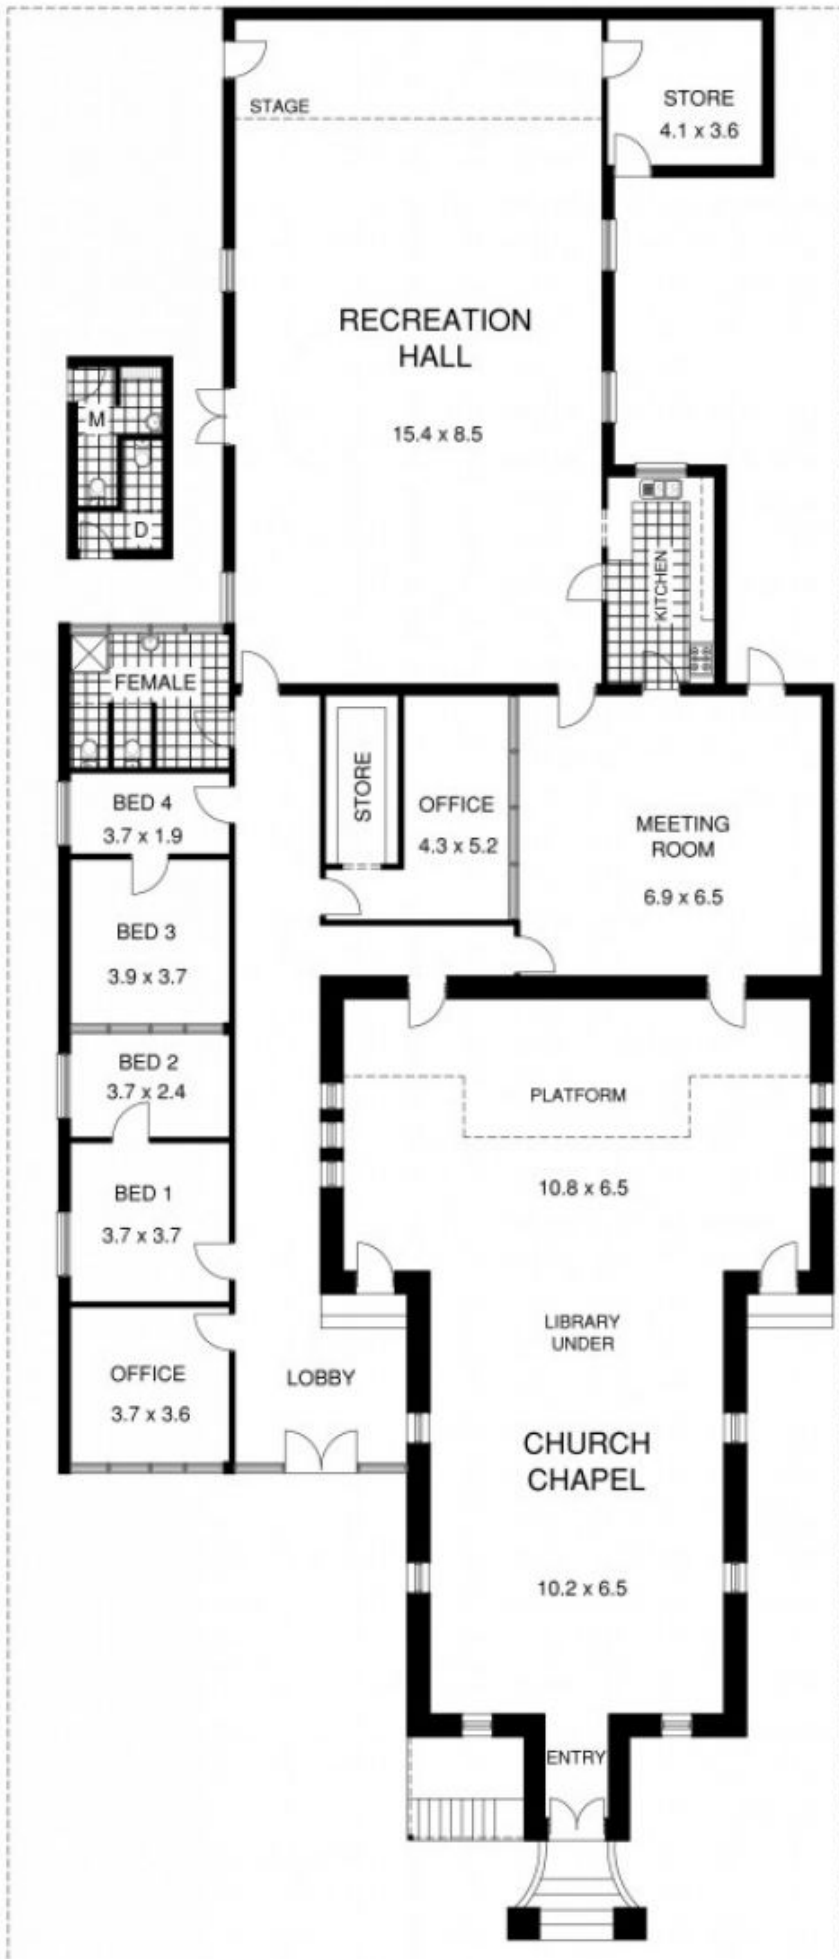 STAGE
STORE
4.1 x 3.6
RECREATION
HALL
15.4 x 8.5
M
D
KITCHEN
FEMALE
STORE
OFFICE
4.3 x 5.2
MEETING
ROOM
6.9 x 6.5
BED 4
3.7 x 1.9
BED 3
3.9 x 3.7
BED 2
3.7 x 2.4
BED 1
3.7 x 3.7
OFFICE
3.7 x 3.6
LOBBY
PLATFORM
10.8 x 6.5
LIBRARY
UNDER
CHURCH
CHAPEL
10.2 x 6.5
ENTRY